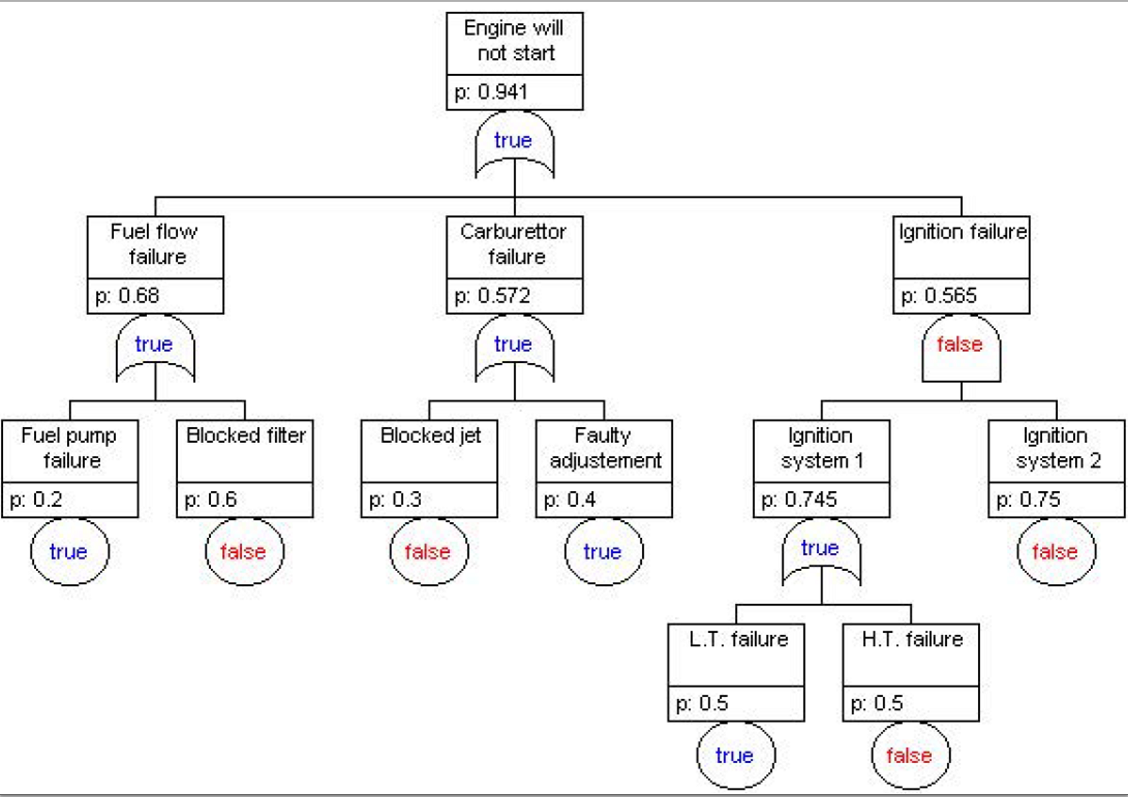 Engine will
not start
p: 0.941
true
Fuel flow
failure
p: 0.68
true
Carburettor
failure
p: 0.572
true
Ignition failure
p: 0.565
false
Fuel pump
failure
p: 0.2
true
Blocked filter
p: 0.6
false
Blocked jet
p: 0.3
false
Faulty
adjustement
p: 0.4
true
Ignition
system 1
p: 0.745
true
Ignition
system 2
p: 0.75
false
L.T. failure
p: 0.5
true
H.T. failure
p: 0.5
false